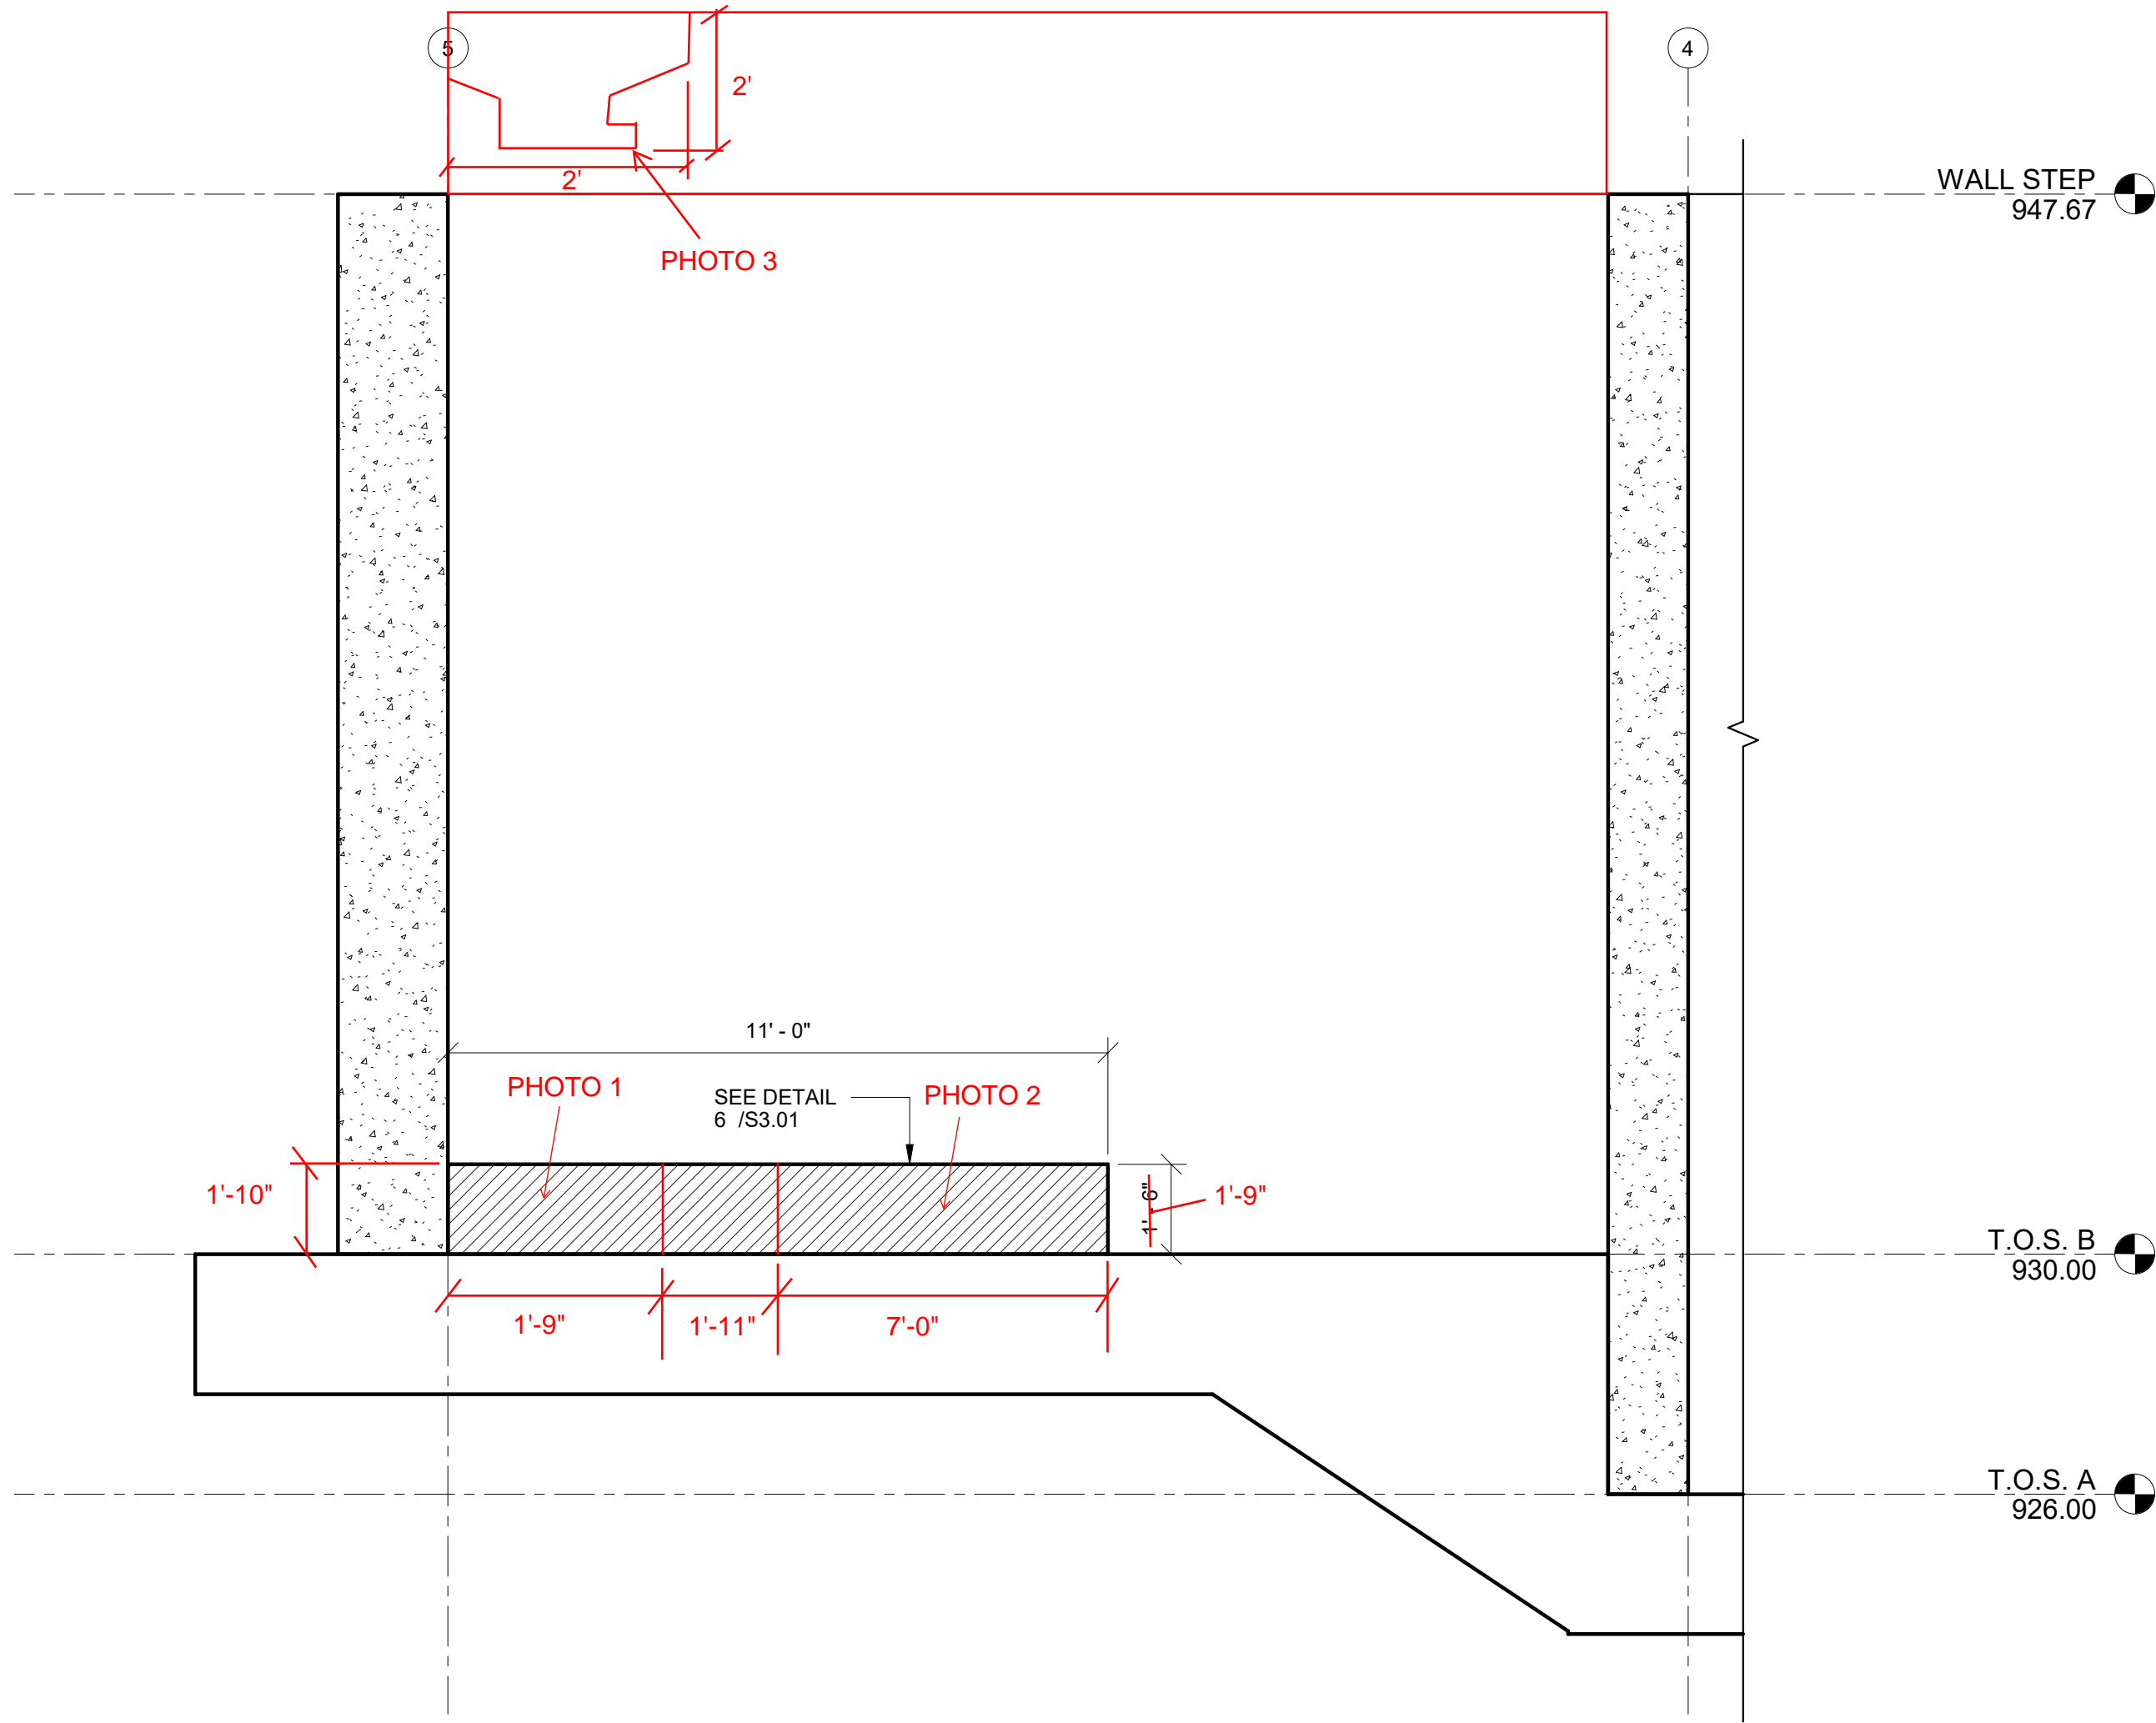 5
4
2'
2'
WALL STEP
947.67
PHOTO 3
11' - 0"
PHOTO 1
SEE DETAIL
6 /S3.01
PHOTO 2
1'-10"
1' - 6"
1'-9"
T.O.S. B
930.00
1'-9"
1'-11"
7'-0"
T.O.S. A
926.00